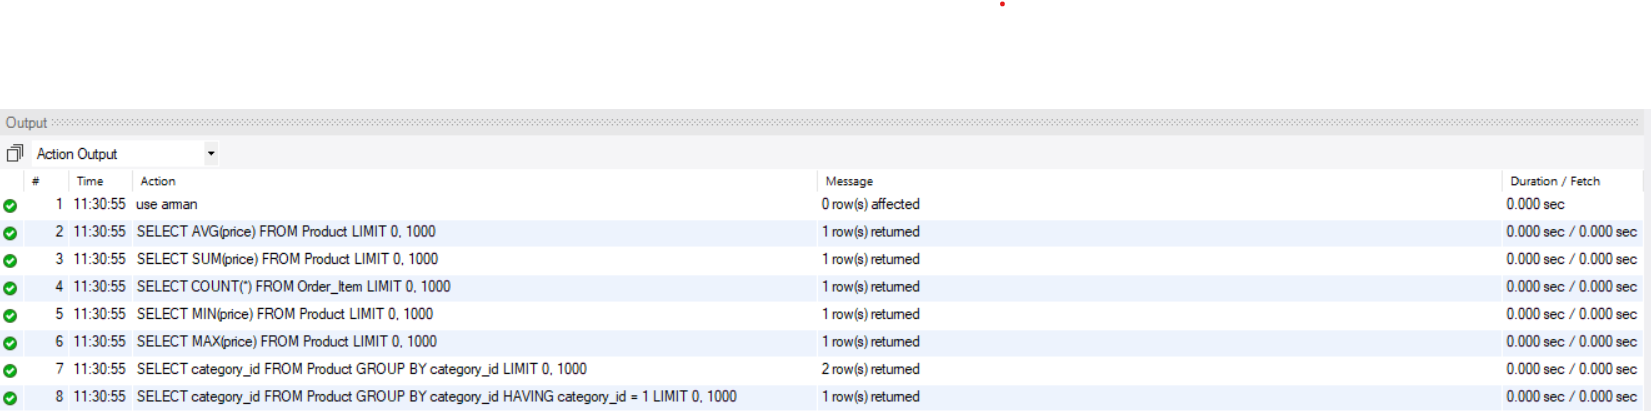 Output
Action Output
# Time Action Message Duration / Fetch
1 11:30:55 use arman 0 row(s) affected 0.000 sec
2 11:30:55 SELECT AVG(price) FROM Product LIMIT 0, 1000 1 row(s) returned 0.000 sec / 0.000 sec
3 11:30:55 SELECT SUM(price) FROM Product LIMIT 0, 1000 1 row(s) returned 0.000 sec / 0.000 sec
4 11:30:55 SELECT COUNT(*) FROM Order_Item LIMIT 0, 1000 1 row(s) returned 0.000 sec / 0.000 sec
5 11:30:55 SELECT MIN(price) FROM Product LIMIT 0, 1000 1 row(s) returned 0.000 sec / 0.000 sec
6 11:30:55 SELECT MAX(price) FROM Product LIMIT 0, 1000 1 row(s) returned 0.000 sec / 0.000 sec
7 11:30:55 SELECT category_id FROM Product GROUP BY category_id LIMIT 0, 1000 2 row(s) returned 0.000 sec / 0.000 sec
8 11:30:55 SELECT category_id FROM Product GROUP BY category_id HAVING category_id = 1 LIMIT 0, 1000 1 row(s) returned 0.000 sec / 0.000 sec